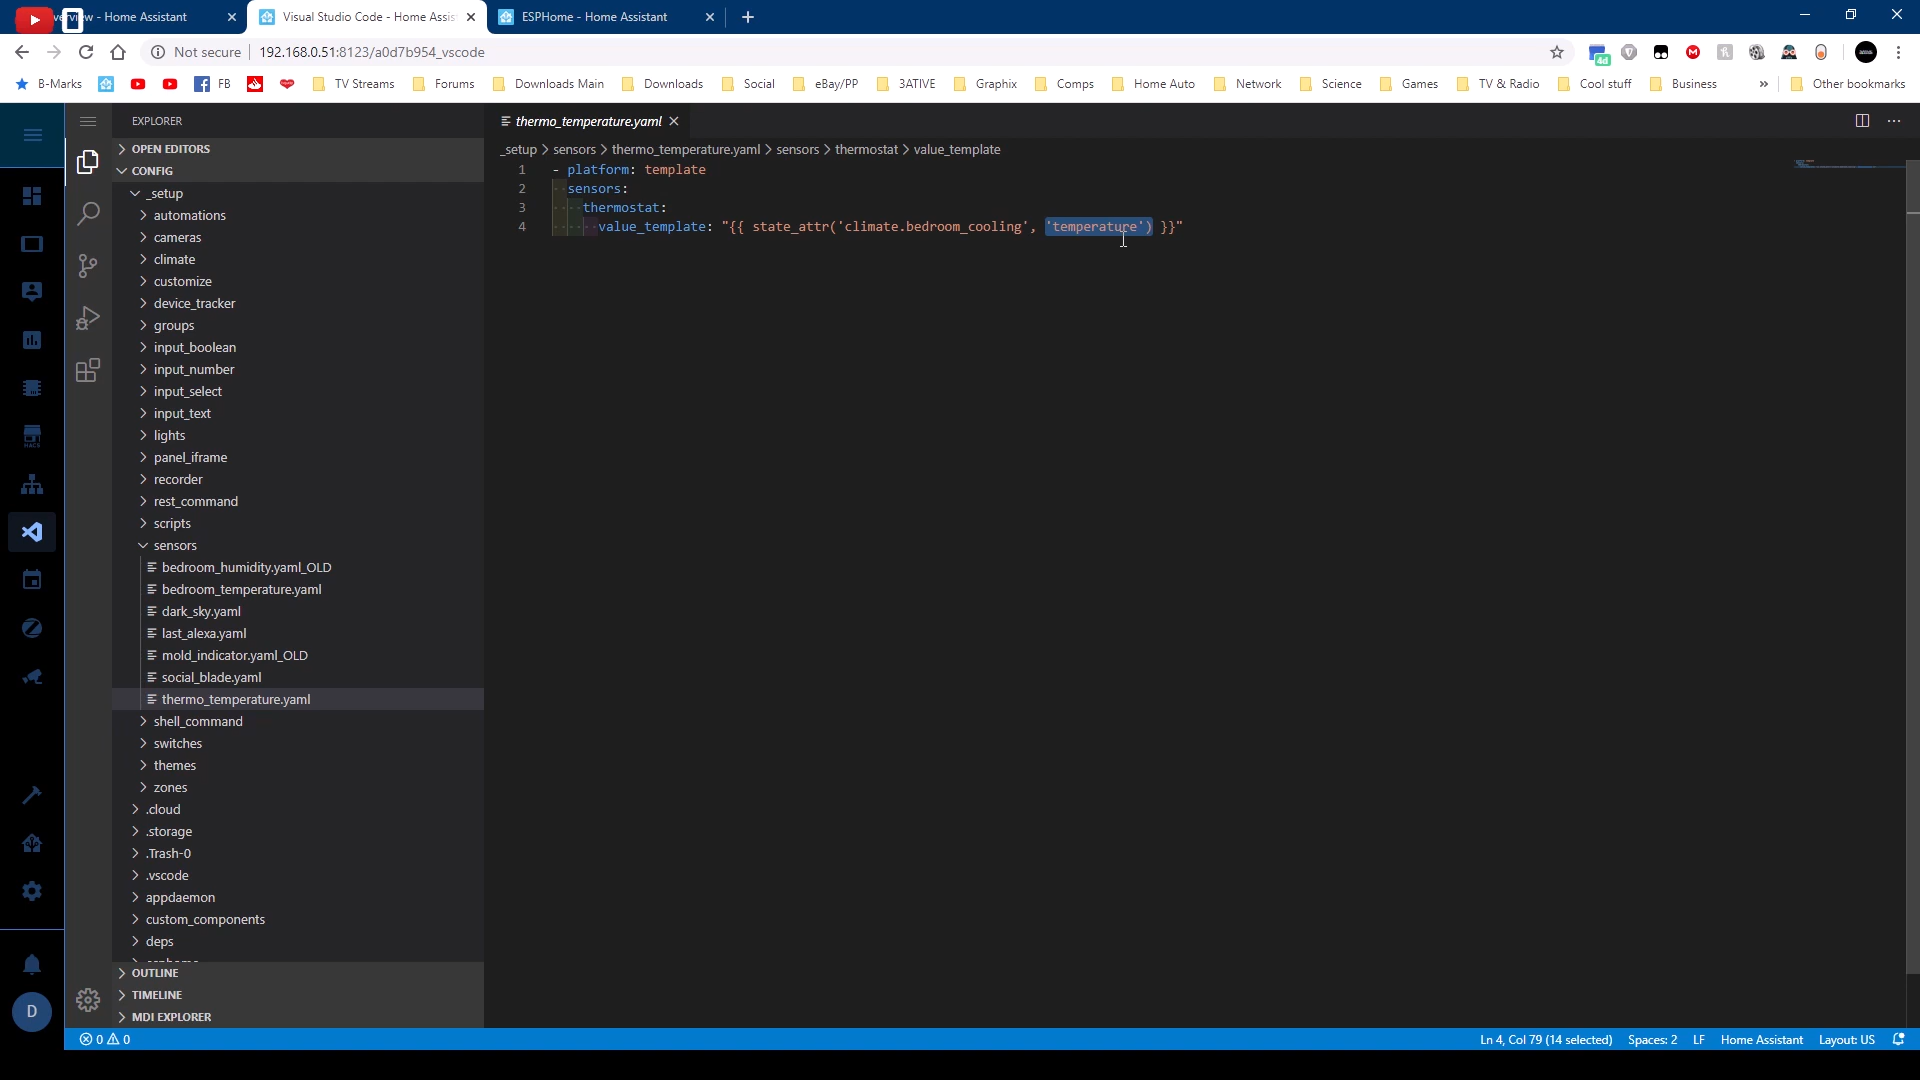 erview - Home Assistant
Visual Studio Code - Home Assis
ESPHome - Home Assistant
Not secure
192.168.0.51:8123/a0d7b954_vscode
4d
B-Marks
FB
TV Streams
Forums
Downloads Main
Downloads
Social
eBay/PP
3ATIVE
Graphix
Comps
Home Auto
Network
Science
Games
TV & Radio
Cool stuff
Business
»
Other bookmarks
EXPLORER
OPEN EDITORS
CONFIG
_setup
automations
cameras
climate
customize
device_tracker
groups
input_boolean
input_number
input_select
input_text
lights
panel_iframe
recorder
rest_command
scripts
sensors
bedroom_humidity.yaml_OLD
bedroom_temperature.yaml
dark_sky.yaml
last_alexa.yaml
mold_indicator.yaml_OLD
social_blade.yaml
thermo_temperature.yaml
shell_command
switches
themes
zones
.cloud
.storage
.Trash-0
.vscode
appdaemon
custom_components
deps
OUTLINE
TIMELINE
MDI EXPLORER
HACS
D
thermo_temperature.yaml
_setup > sensors > thermo_temperature.yaml > sensors > thermostat > value_template
1 - platform: template
2 sensors:
3 thermostat:
4 value_template: "{{ state_attr('climate.bedroom_cooling', 'temperature') }}"
0 0
Ln 4, Col 79 (14 selected)
Spaces: 2
LF
Home Assistant
Layout: US